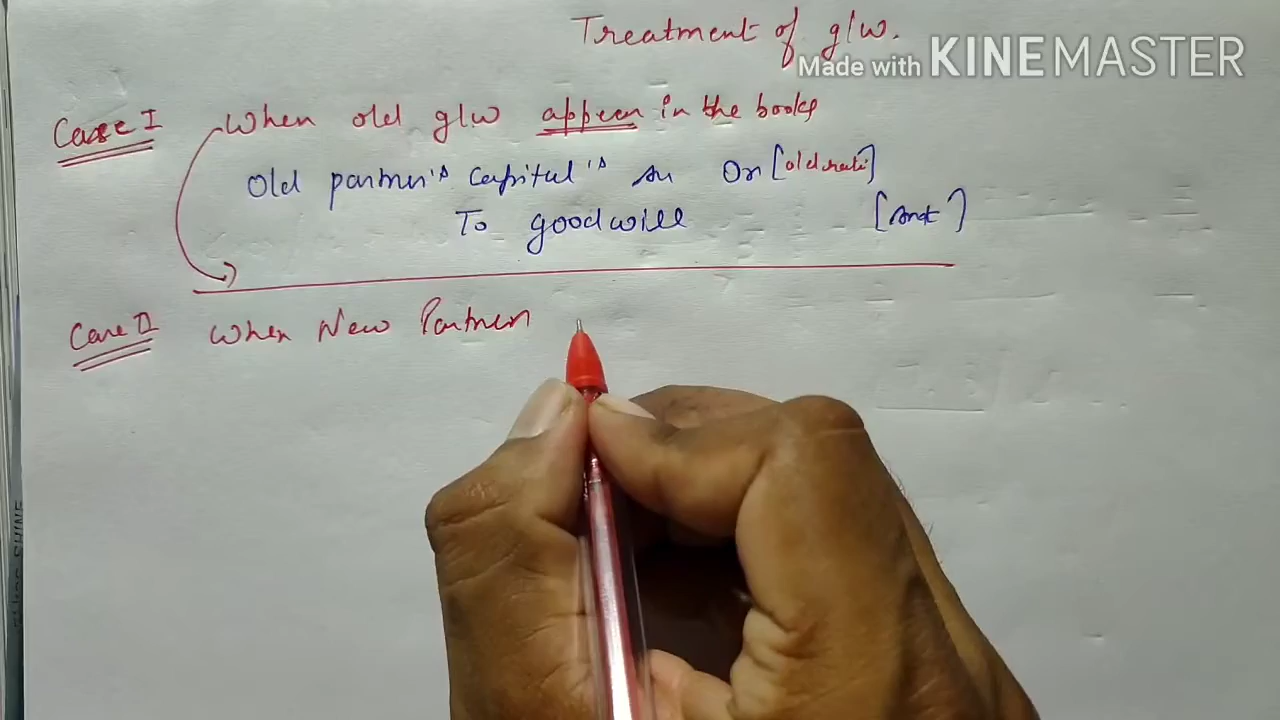 Treatment of g/w.
Made with KINEMASTER
Case I When old g/w appear in the books
Old partner's Capital's a/c Dr [old ratio]
To goodwill [Amt]
Case II When New Partner